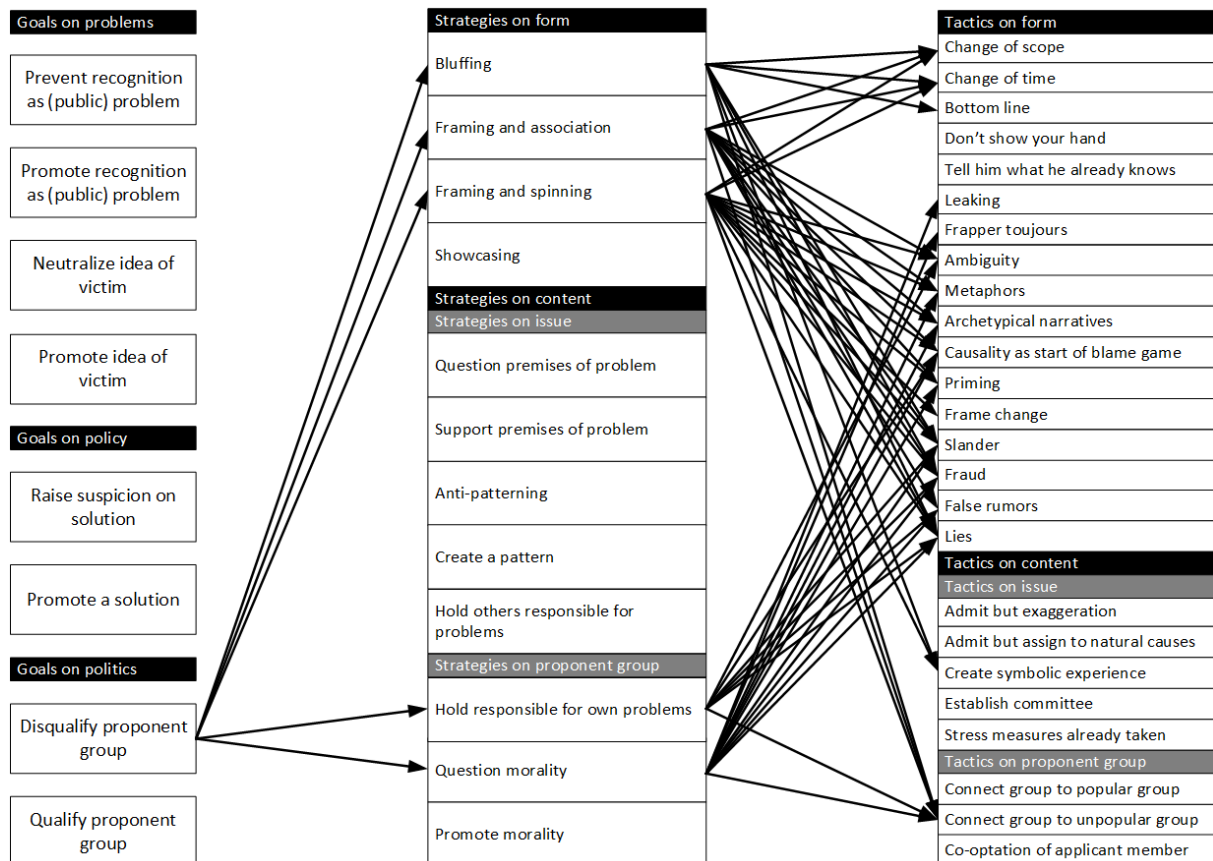 Goals on problems
Prevent recognition
as (public) problem
Promote recognition
as (public) problem
Neutralize idea of
victim
Promote idea of
victim
Goals on policy
Raise suspicion on
solution
Promote a solution
Goals on politics
Disqualify proponent
group
Qualify proponent
group
Strategies on form
Bluffing
Framing and association
Framing and spinning
Showcasing
Strategies on content
Strategies on issue
Question premises of problem
Support premises of problem
Anti-patterning
Create a pattern
Hold others responsible for
problems
Strategies on proponent group
Hold responsible for own problems
Question morality
Promote morality
Tactics on form
Change of scope
Change of time
Bottom line
Don’t show your hand
Tell him what he already knows
Leaking
Frapper toujours
Ambiguity
Metaphors
Archetypical narratives
Causality as start of blame game
Priming
Frame change
Slander
Fraud
False rumors
Lies
Tactics on content
Tactics on issue
Admit but exaggeration
Admit but assign to natural causes
Create symbolic experience
Establish committee
Stress measures already taken
Tactics on proponent group
Connect group to popular group
Connect group to unpopular group
Co-optation of applicant member